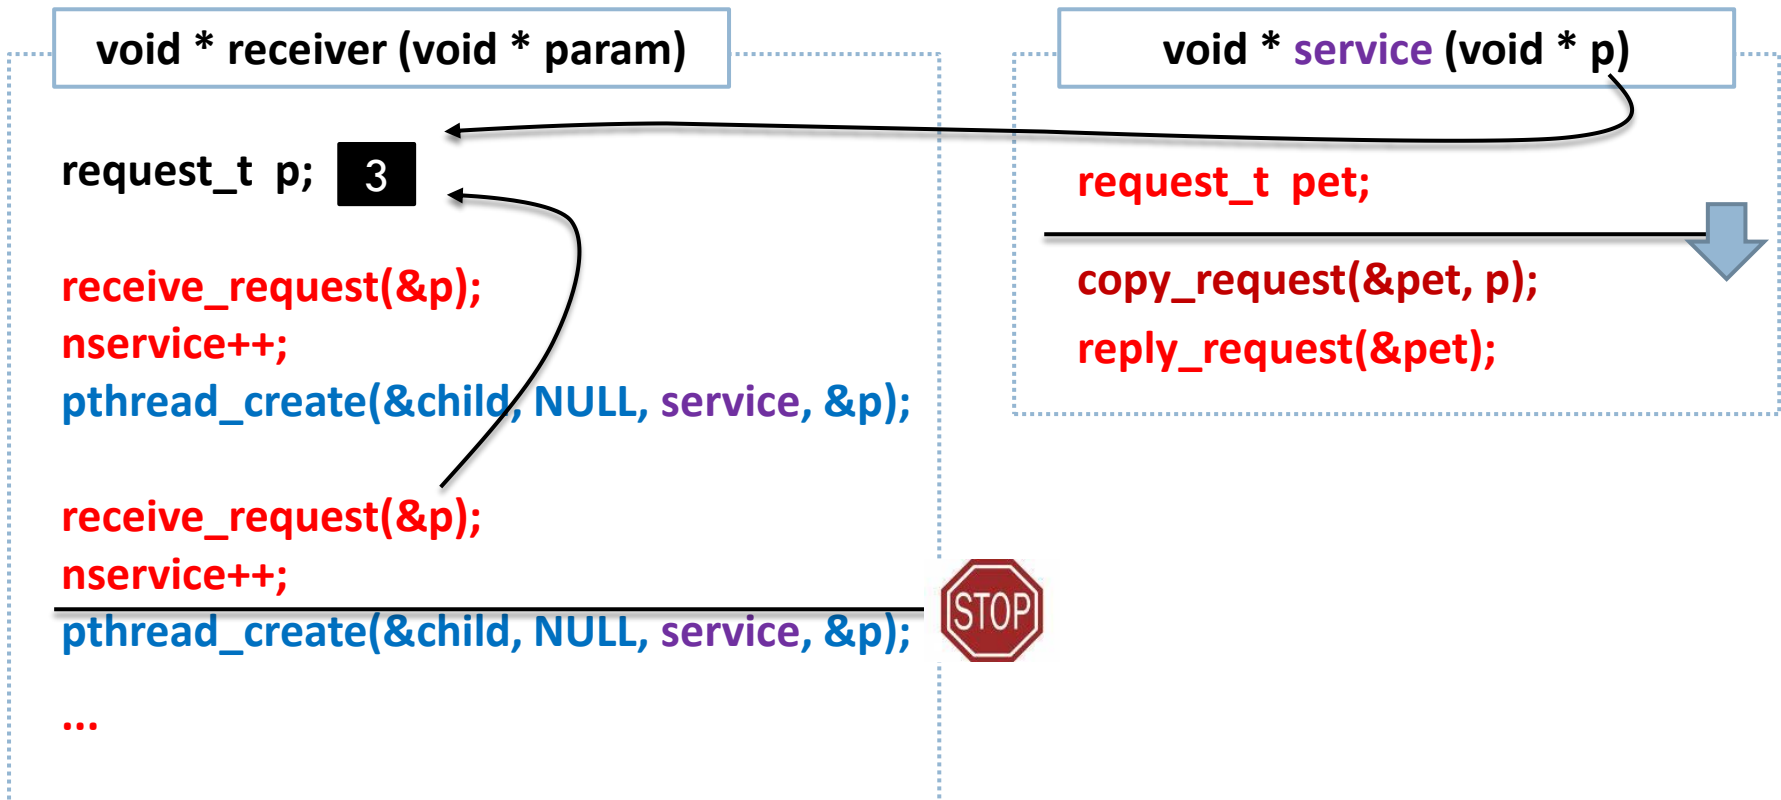 void * receiver (void * param)
request_t p; 3
receive_request(&p);
nservice++;
pthread_create(&child, NULL, service, &p);
receive_request(&p);
nservice++;
pthread_create(&child, NULL, service, &p);
...
STOP
void * service (void * p)
request_t pet;
copy_request(&pet, p);
reply_request(&pet);